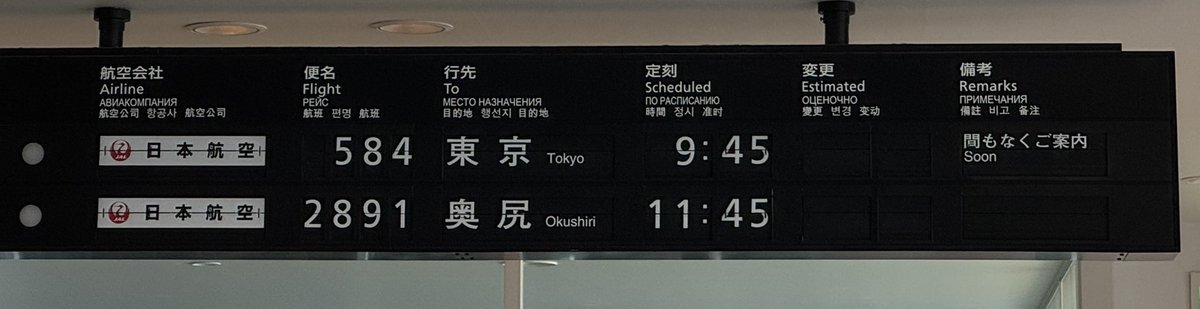 航空会社 便名 行先 定刻 変更 備考
Airline Flight To Scheduled Estimated Remarks
АВИАКОМПАНИЯ РЕЙС МЕСТО НАЗНАЧЕНИЯ ПО РАСПИСАНИЮ ОЦЕНОЧНО ПРИМЕЧАНИЯ
航空公司 항공사 航空公司 航班 편명 航班 目的地 행선지 目的地 時間 정시 准时 變更 변경 变动 備註 비고 备注
JAL 日本航空 584 東京 Tokyo 9:45 間もなくご案内
Soon
JAL 日本航空 2891 奥尻 Okushiri 11:45